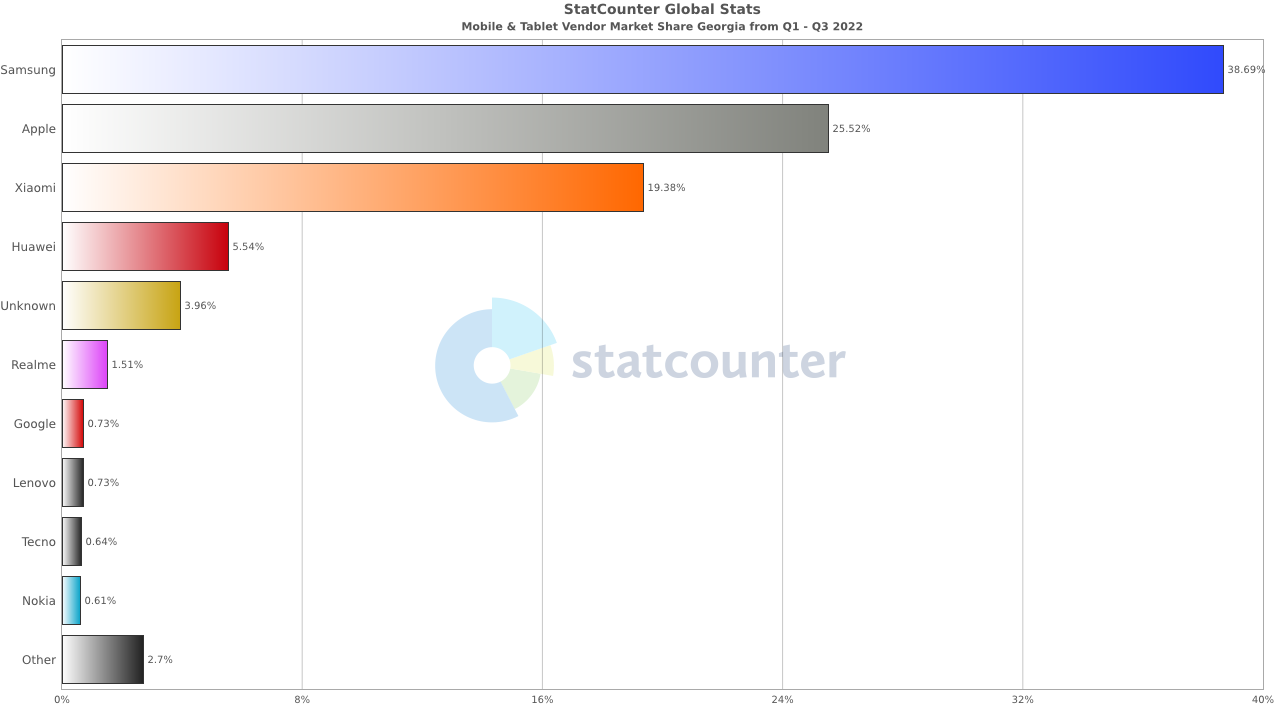 StatCounter Global Stats
Mobile & Tablet Vendor Market Share Georgia from Q1 - Q3 2022
Samsung 38.69%
Apple 25.52%
Xiaomi 19.38%
Huawei 5.54%
Unknown 3.96%
Realme 1.51%
statcounter
Google 0.73%
Lenovo 0.73%
Tecno 0.64%
Nokia 0.61%
Other 2.7%
0% 8% 16% 24% 32% 40%